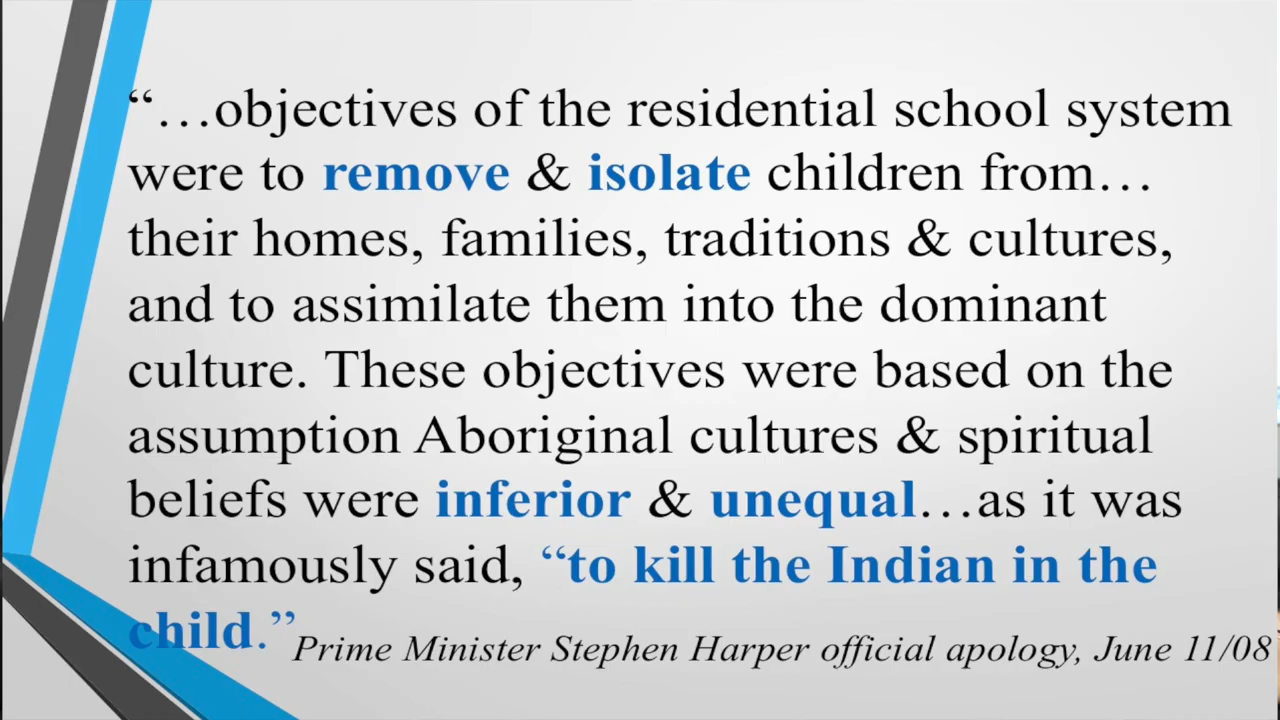 “…objectives of the residential school system
were to remove & isolate children from…
their homes, families, traditions & cultures,
and to assimilate them into the dominant
culture. These objectives were based on the
assumption Aboriginal cultures & spiritual
beliefs were inferior & unequal…as it was
infamously said, “to kill the Indian in the
child.”
Prime Minister Stephen Harper official apology, June 11/08